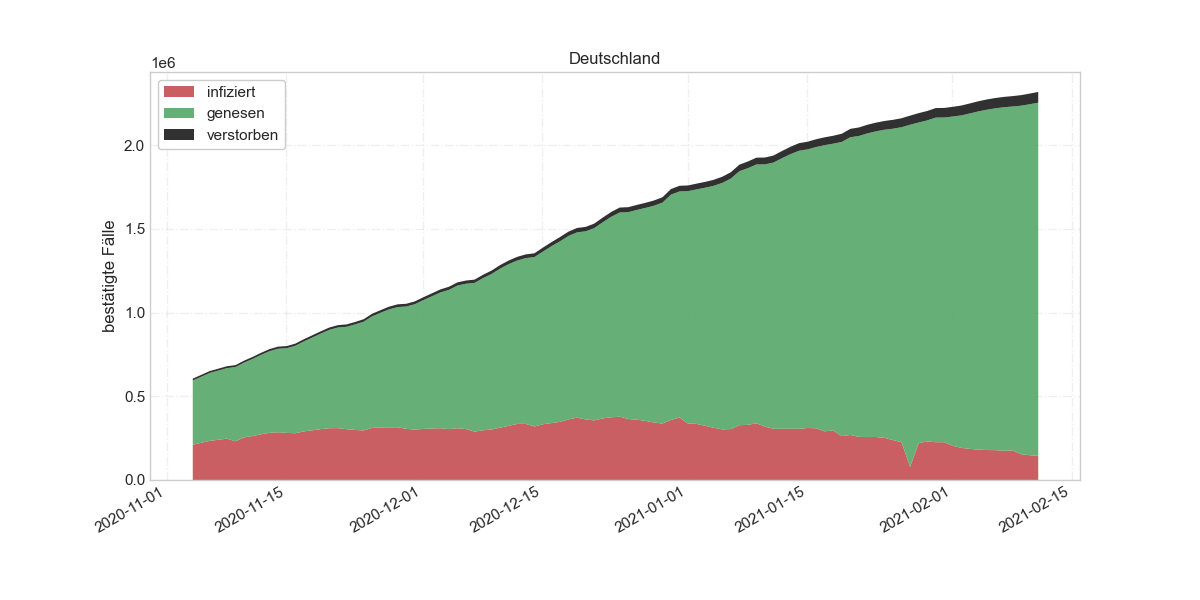 Deutschland
1e6
infiziert
genesen
verstorben
bestätigte Fälle
2.0
1.5
1.0
0.5
0.0
2020-11-01
2020-11-15
2020-12-01
2020-12-15
2021-01-01
2021-01-15
2021-02-01
2021-02-15